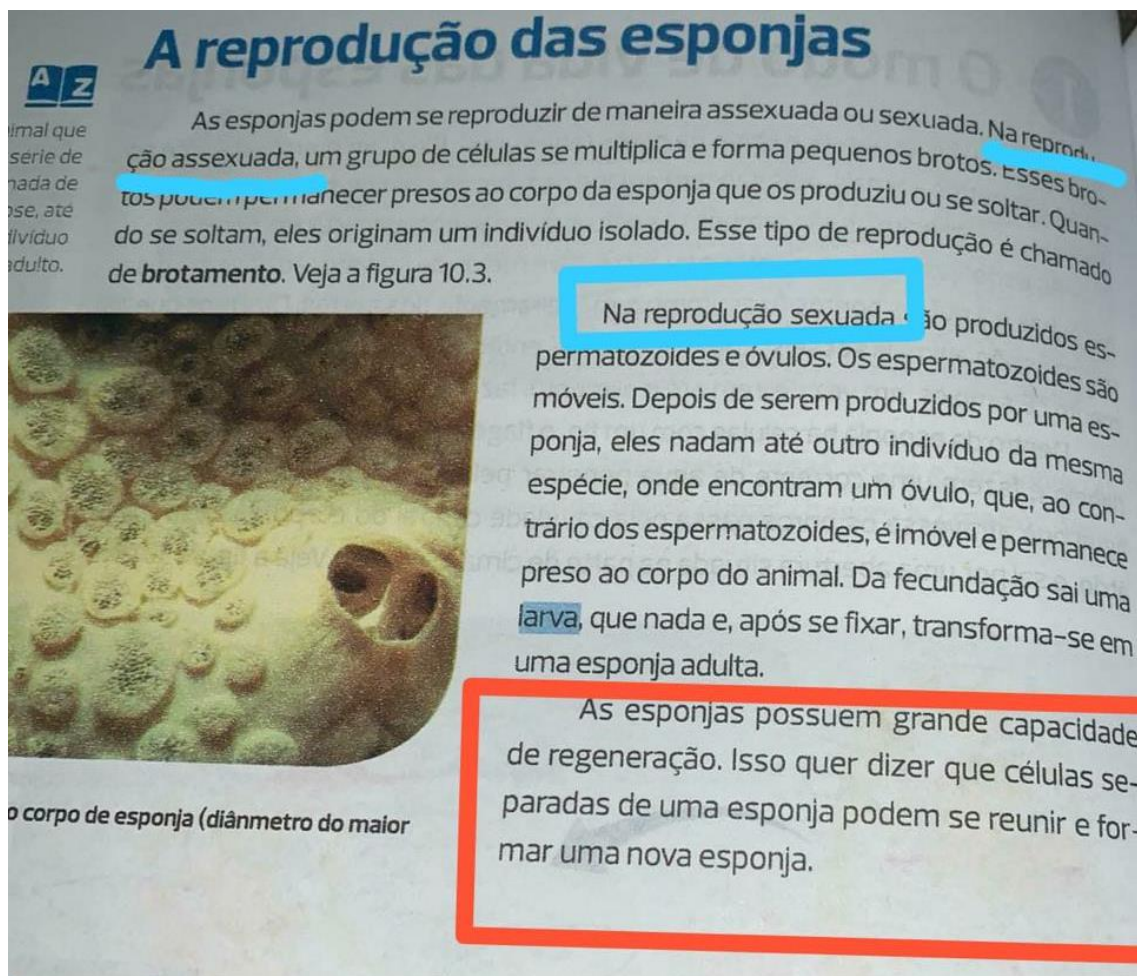 A reprodução das esponjas
A Z
imal que
série de
nada de
ose, até
divíduo
adulto.
As esponjas podem se reproduzir de maneira assexuada ou sexuada. Na reprodu-
ção assexuada, um grupo de células se multiplica e forma pequenos brotos. Esses bro-
tos podem permanecer presos ao corpo da esponja que os produziu ou se soltar. Quan-
do se soltam, eles originam um indivíduo isolado. Esse tipo de reprodução é chamado
de brotamento. Veja a figura 10.3.
Na reprodução sexuada são produzidos es-
permatozoides e óvulos. Os espermatozoides são
móveis. Depois de serem produzidos por uma es-
ponja, eles nadam até outro indivíduo da mesma
espécie, onde encontram um óvulo, que, ao con-
trário dos espermatozoides, é imóvel e permanece
preso ao corpo do animal. Da fecundação sai uma
larva, que nada e, após se fixar, transforma-se em
uma esponja adulta.
As esponjas possuem grande capacidade
de regeneração. Isso quer dizer que células se-
paradas de uma esponja podem se reunir e for-
mar uma nova esponja.
o corpo de esponja (diânmetro do maior